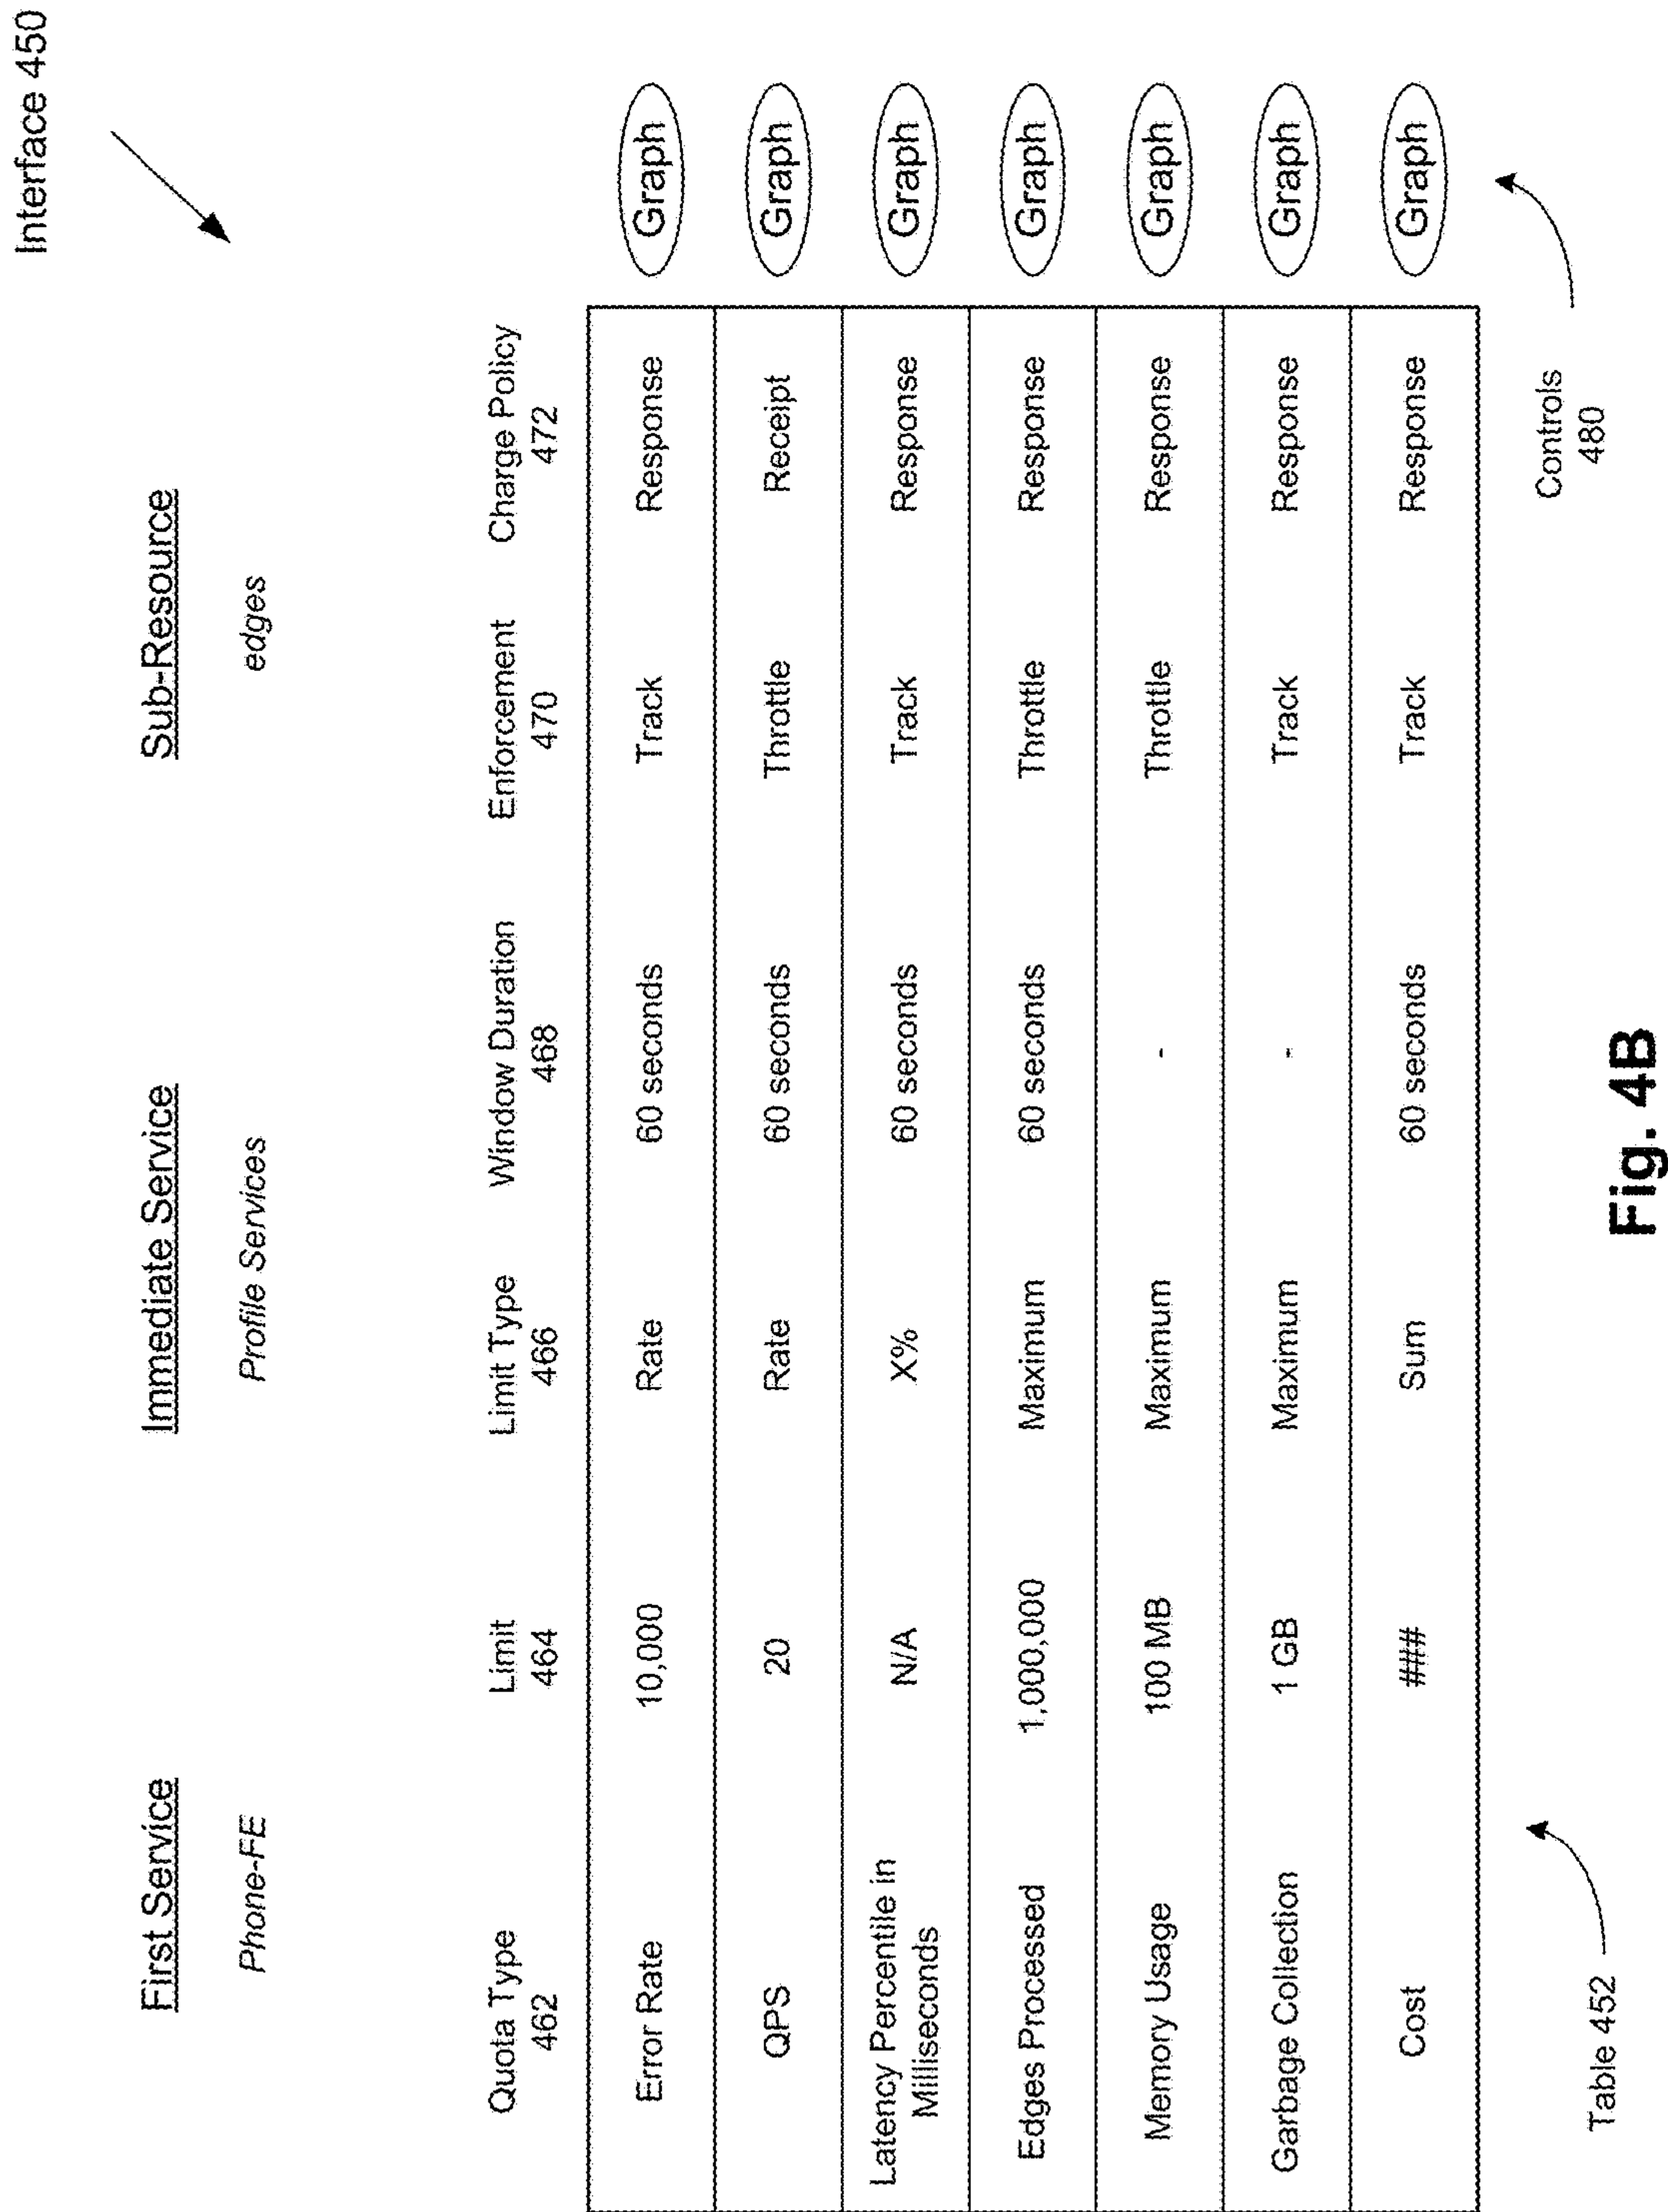 Interface 450
First Service Immediate Service Sub-Resource
Phone-FE Profile Services edges
Quota Type Limit Limit Type Window Duration Enforcement Charge Policy
462 464 466 468 470 472
Error Rate 10,000 Rate 60 seconds Track Response Graph
QPS 20 Rate 60 seconds Throttle Receipt Graph
Latency Percentile in
Milliseconds N/A X% 60 seconds Track Response Graph
Edges Processed 1,000,000 Maximum 60 seconds Throttle Response Graph
Memory Usage 100 MB Maximum - Throttle Response Graph
Garbage Collection 1 GB Maximum - Track Response Graph
Cost ### Sum 60 seconds Track Response Graph
Table 452
Controls
480
Fig. 4B